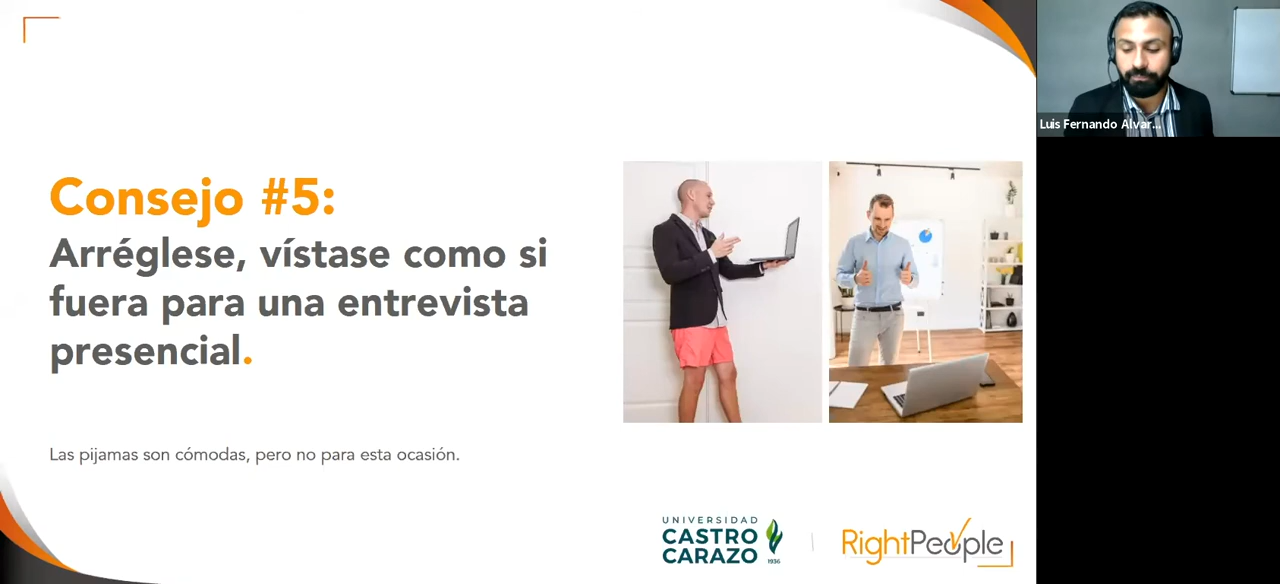 Consejo #5:
Arréglese, vístase como si
fuera para una entrevista
presencial.
Las pijamas son cómodas, pero no para esta ocasión.
UNIVERSIDAD
CASTRO
CARAZO
1936
RightPeople
Luis Fernando Alvar...